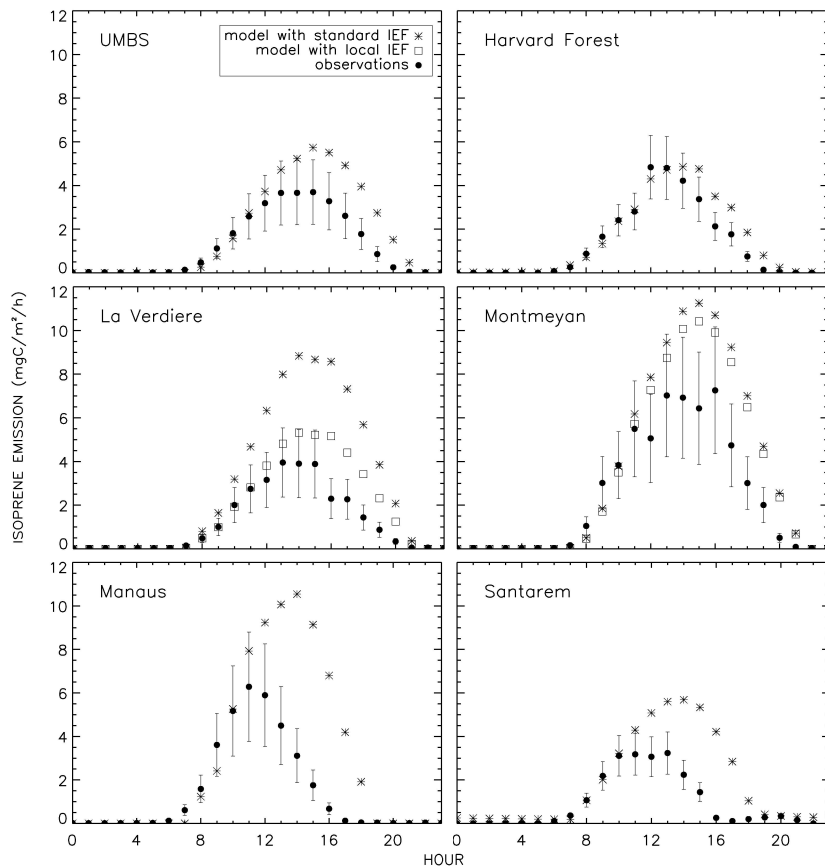 UMBS
model with standard IEF
model with local IEF
observations
Harvard Forest
12
10
8
6
4
2
0
La Verdiere
Montmeyan
12
10
8
6
4
2
0
Manaus
Santarem
12
10
8
6
4
2
0
0 4 8 12 16 20
0 4 8 12 16 20
ISOPRENE EMISSION (mgC/m²/h)
HOUR